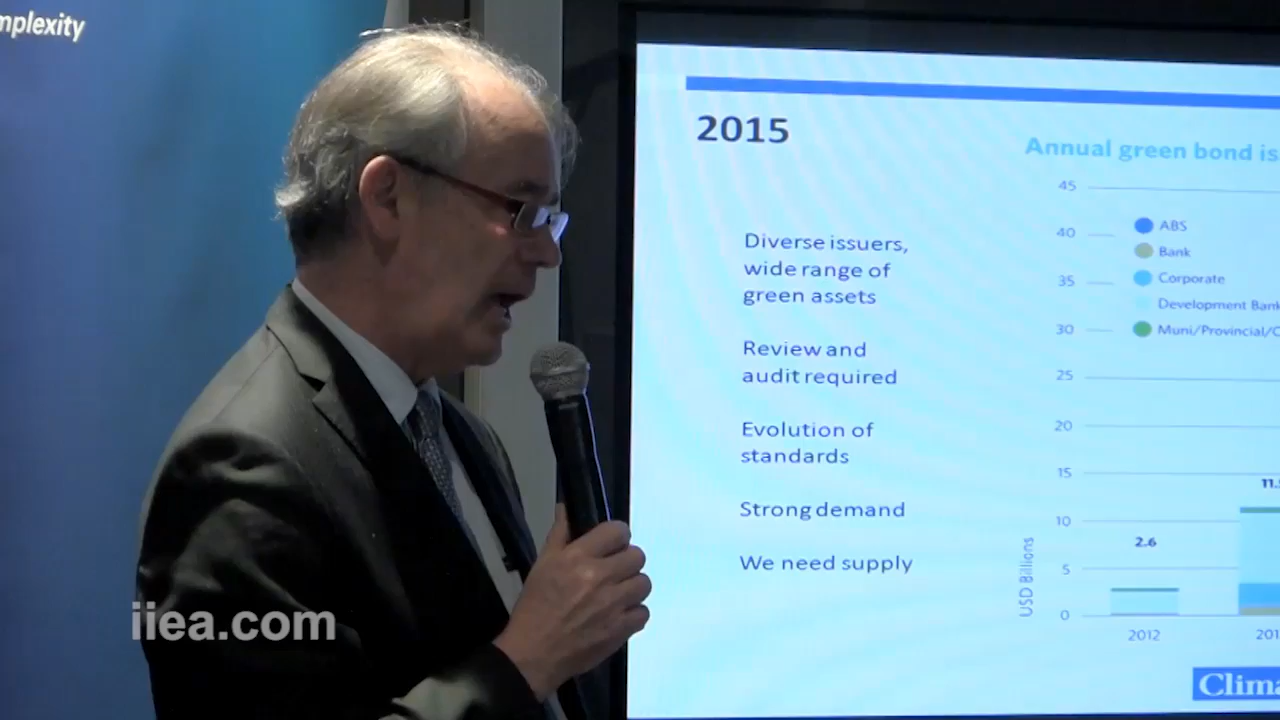 mplexity
2015
Annual green bond is
45
40
35
30
25
20
15
10
5
0
ABS
Bank
Corporate
Development Bank
Muni/Provincial/C
Diverse issuers,
wide range of
green assets
Review and
audit required
Evolution of
standards
Strong demand
We need supply
USD Billions
2.6
11.
2012
201
Clima
iiea.com